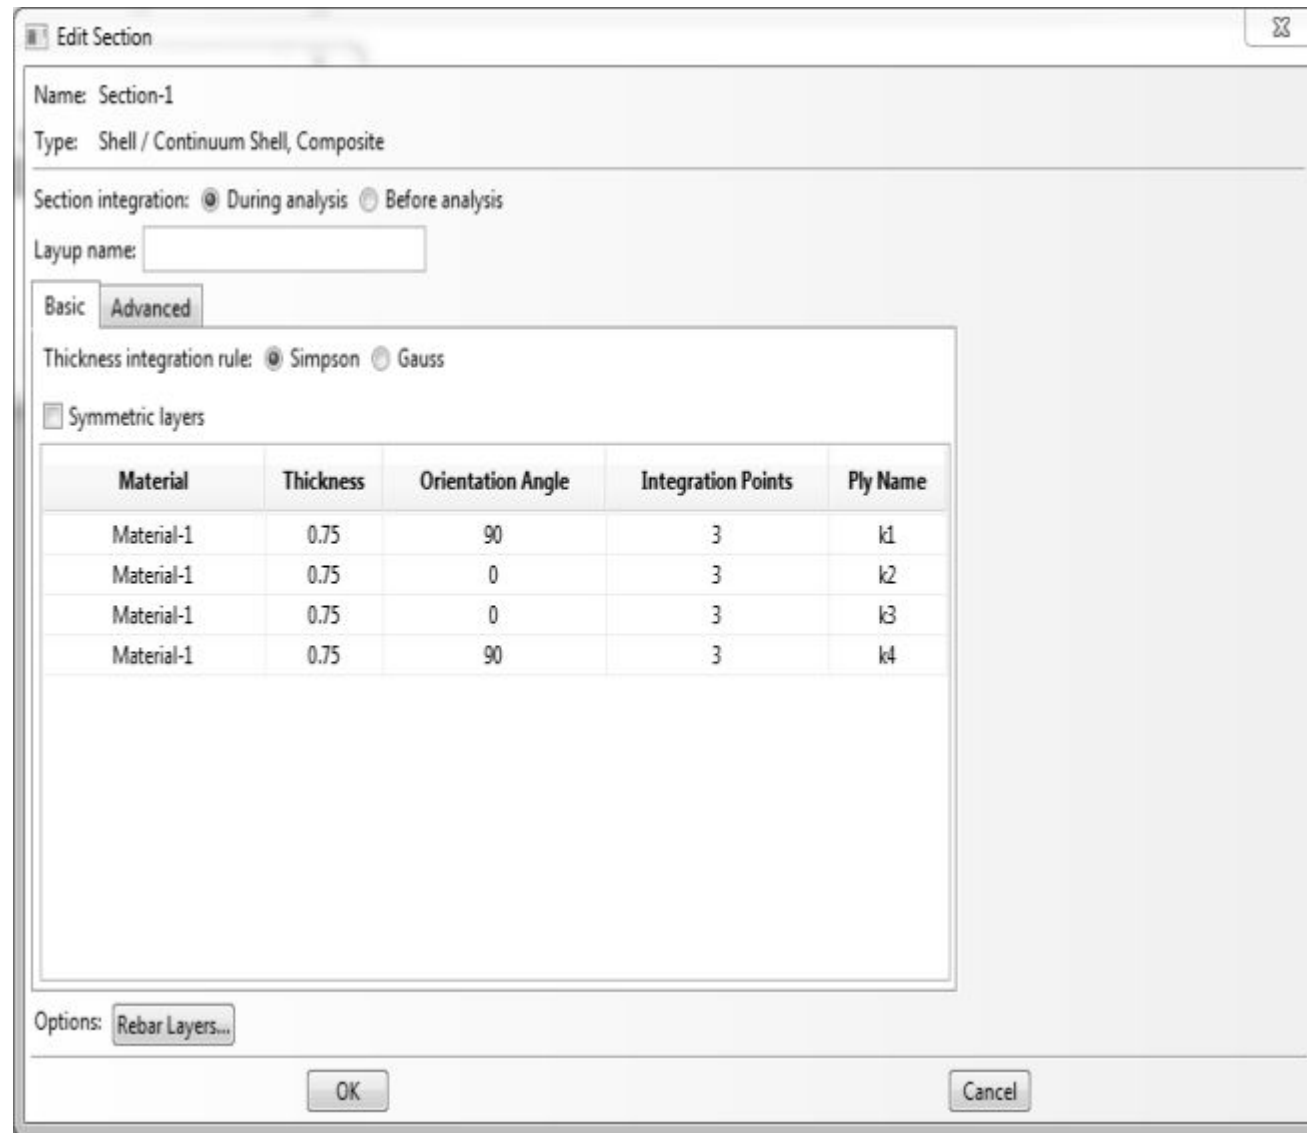 Edit Section
Name: Section-1
Type: Shell / Continuum Shell, Composite
Section integration: During analysis Before analysis
Layup name:
Basic Advanced
Thickness integration rule: Simpson Gauss
Symmetric layers
Material Thickness Orientation Angle Integration Points Ply Name
Material-1 0.75 90 3 k1
Material-1 0.75 0 3 k2
Material-1 0.75 0 3 k3
Material-1 0.75 90 3 k4
Options: Rebar Layers...
OK Cancel